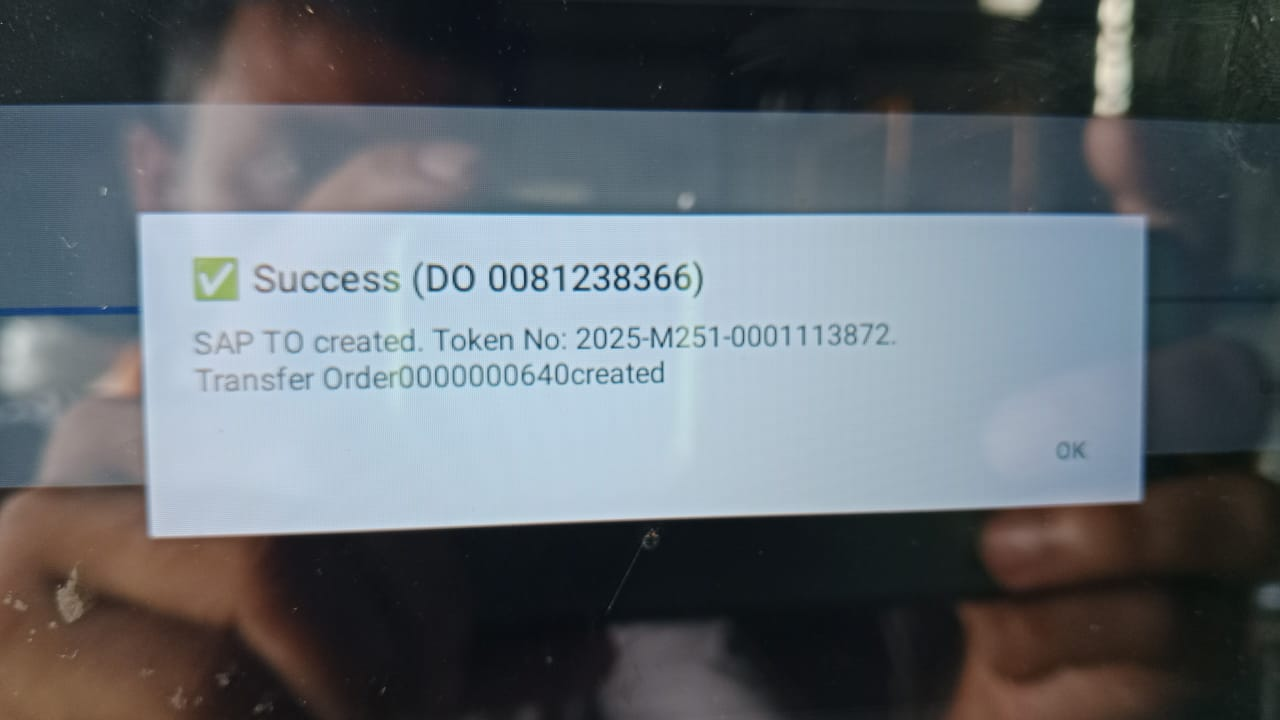 ✅ Success (DO 0081238366)
SAP TO created. Token No: 2025-M251-0001113872.
Transfer Order0000000640created
OK